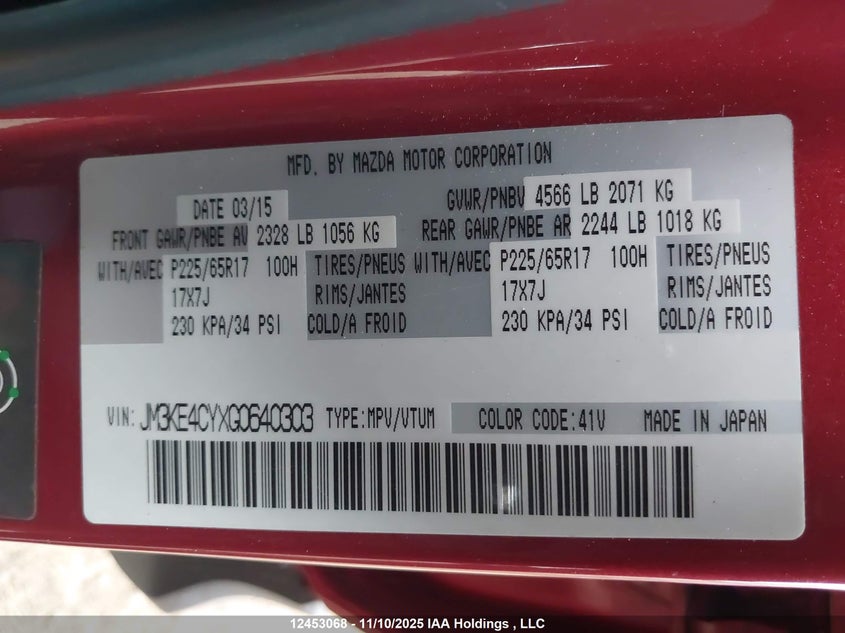 MFD. BY MAZDA MOTOR CORPORATION
DATE 03/15
GVWR/PNBV 4566 LB 2071 KG
FRONT GAWR/PNBE AV 2328 LB 1056 KG
REAR GAWR/PNBE AR 2244 LB 1018 KG
WITH/AVEC P225/65R17 100H TIRES/PNEUS WITH/AVEC P225/65R17 100H TIRES/PNEUS
17X7J RIMS/JANTES 17X7J RIMS/JANTES
230 KPA/34 PSI COLD/A FROID 230 KPA/34 PSI COLD/A FROID
VIN: JM3KE4CYXG0640303 TYPE:MPV/VTUM COLOR CODE:41V MADE IN JAPAN
12453068 - 11/10/2025 IAA Holdings , LLC